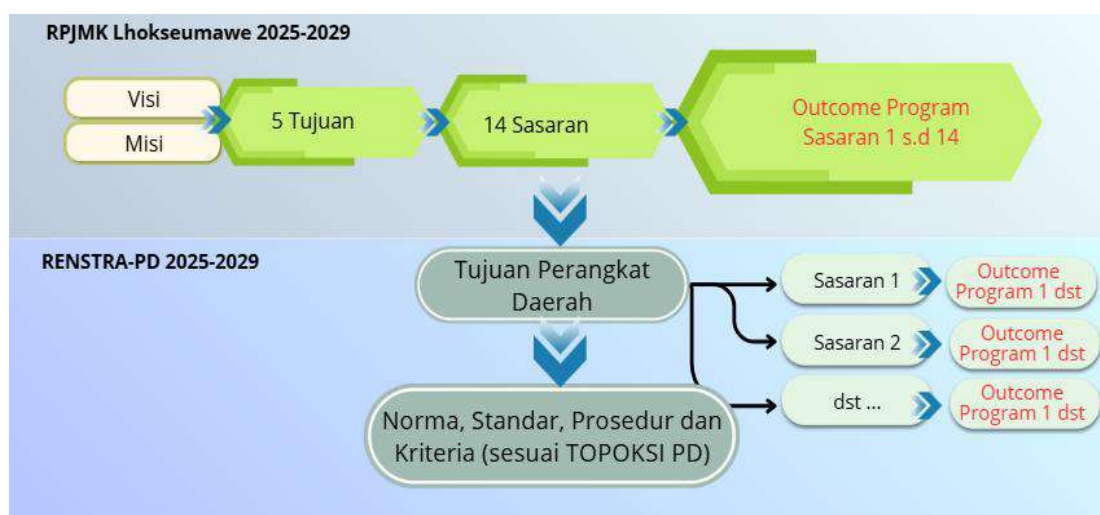 RPJMK Lhokseumawe 2025-2029
Visi
Misi
5 Tujuan
14 Sasaran
Outcome Program
Sasaran 1 s.d 14
RENSTRA-PD 2025-2029
Tujuan Perangkat
Daerah
Sasaran 1
Outcome
Program 1 dst
Sasaran 2
Outcome
Program 1 dst
dst ...
Outcome
Program 1 dst
Norma, Standar, Prosedur dan
Kriteria (sesuai TOPOKSI PD)